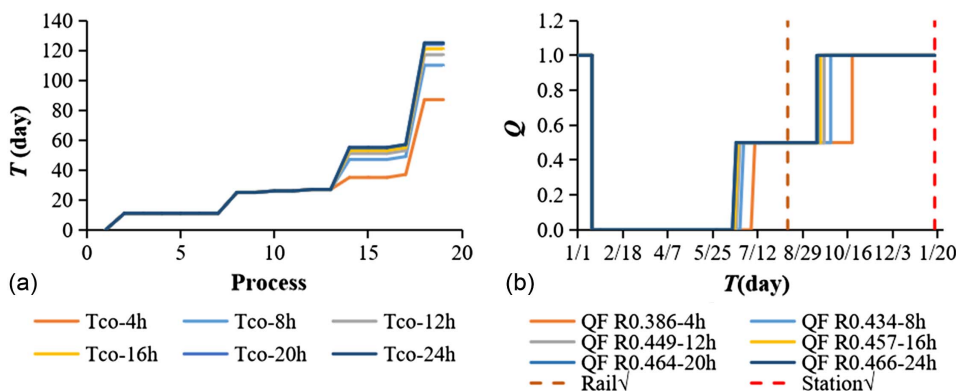 140
120
100
80
60
40
20
0
T (day)
0 5 10 15 20
Process
(a)
Tco-4h Tco-8h Tco-12h
Tco-16h Tco-20h Tco-24h
1.2
1.0
0.8
0.6
0.4
0.2
0.0
Q
1/1 2/18 4/7 5/25 7/12 8/29 10/16 12/3 1/20
T(day)
(b)
QF R0.386-4h QF R0.434-8h
QF R0.449-12h QF R0.457-16h
QF R0.464-20h QF R0.466-24h
Rail√ Station√